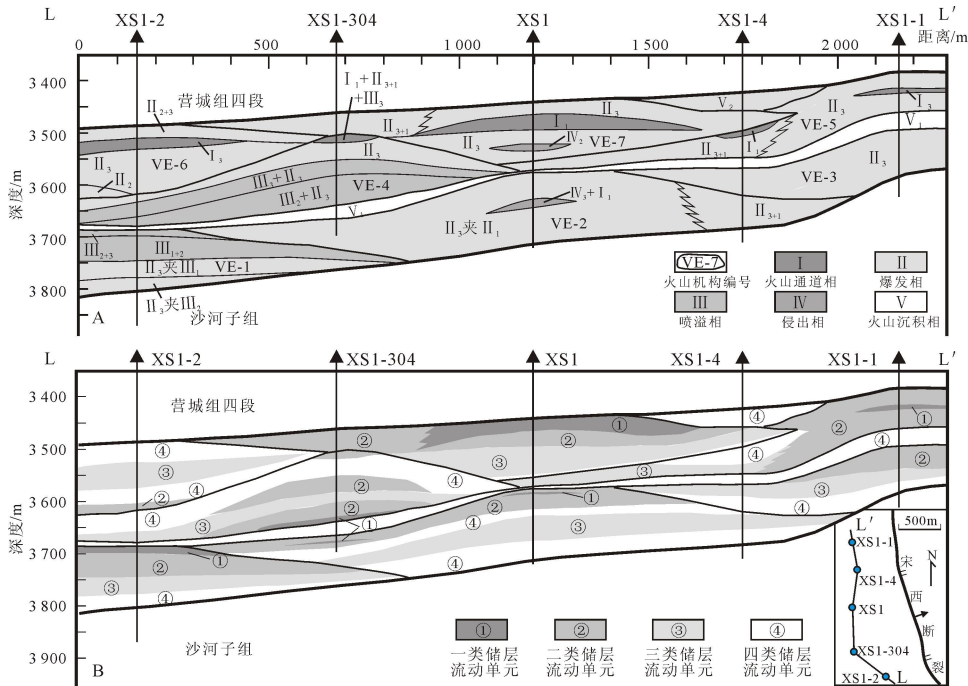 L XS1-2 XS1-304 XS1 XS1-4 XS1-1 L′
距离/m
0 500 1 000 1 500 2 000
深度/m
3 400
3 500
3 600
3 700
3 800
营城组四段
Ⅱ2+3
Ⅰ1+Ⅱ3+1
+Ⅲ3
Ⅱ3+1
Ⅱ3
Ⅴ2
Ⅱ3
Ⅰ3
Ⅰ1
Ⅳ2
VE-7
VE-5
Ⅴ1
Ⅱ3
VE-6
Ⅰ3
Ⅱ3
Ⅱ3
Ⅱ3+1
Ⅰ1
Ⅱ3
Ⅱ2
Ⅲ3+Ⅱ3
VE-4
Ⅲ2+Ⅱ3
VE-3
Ⅳ3+Ⅰ1
Ⅱ3+1
Ⅱ3夹Ⅱ1
VE-2
Ⅲ2+3
Ⅲ1+2
Ⅱ3夹Ⅲ1
VE-1
Ⅱ3夹Ⅲ2
沙河子组
A
VE-7 Ⅰ Ⅱ
火山机构编号 火山通道相 爆发相
Ⅲ Ⅳ Ⅴ
喷溢相 侵出相 火山沉积相
L XS1-2 XS1-304 XS1 XS1-4 XS1-1 L′
深度/m
3 400
3 500
3 600
3 700
3 800
3 900
营城组四段
④ ② ① ④ ② ①
④ ③ ② ③ ④ ③ ④ ④
② ④ ② ② ① ② ③ ④
④ ③ ① ④ ③
① ② ④
③ ④
沙河子组
B
① ② ③ ④
一类储层 二类储层 三类储层 四类储层
流动单元 流动单元 流动单元 流动单元
L′ 500m
XS1-1
XS1-4
XS1
XS1-304
XS1-2 L
N
宋
西
断
裂